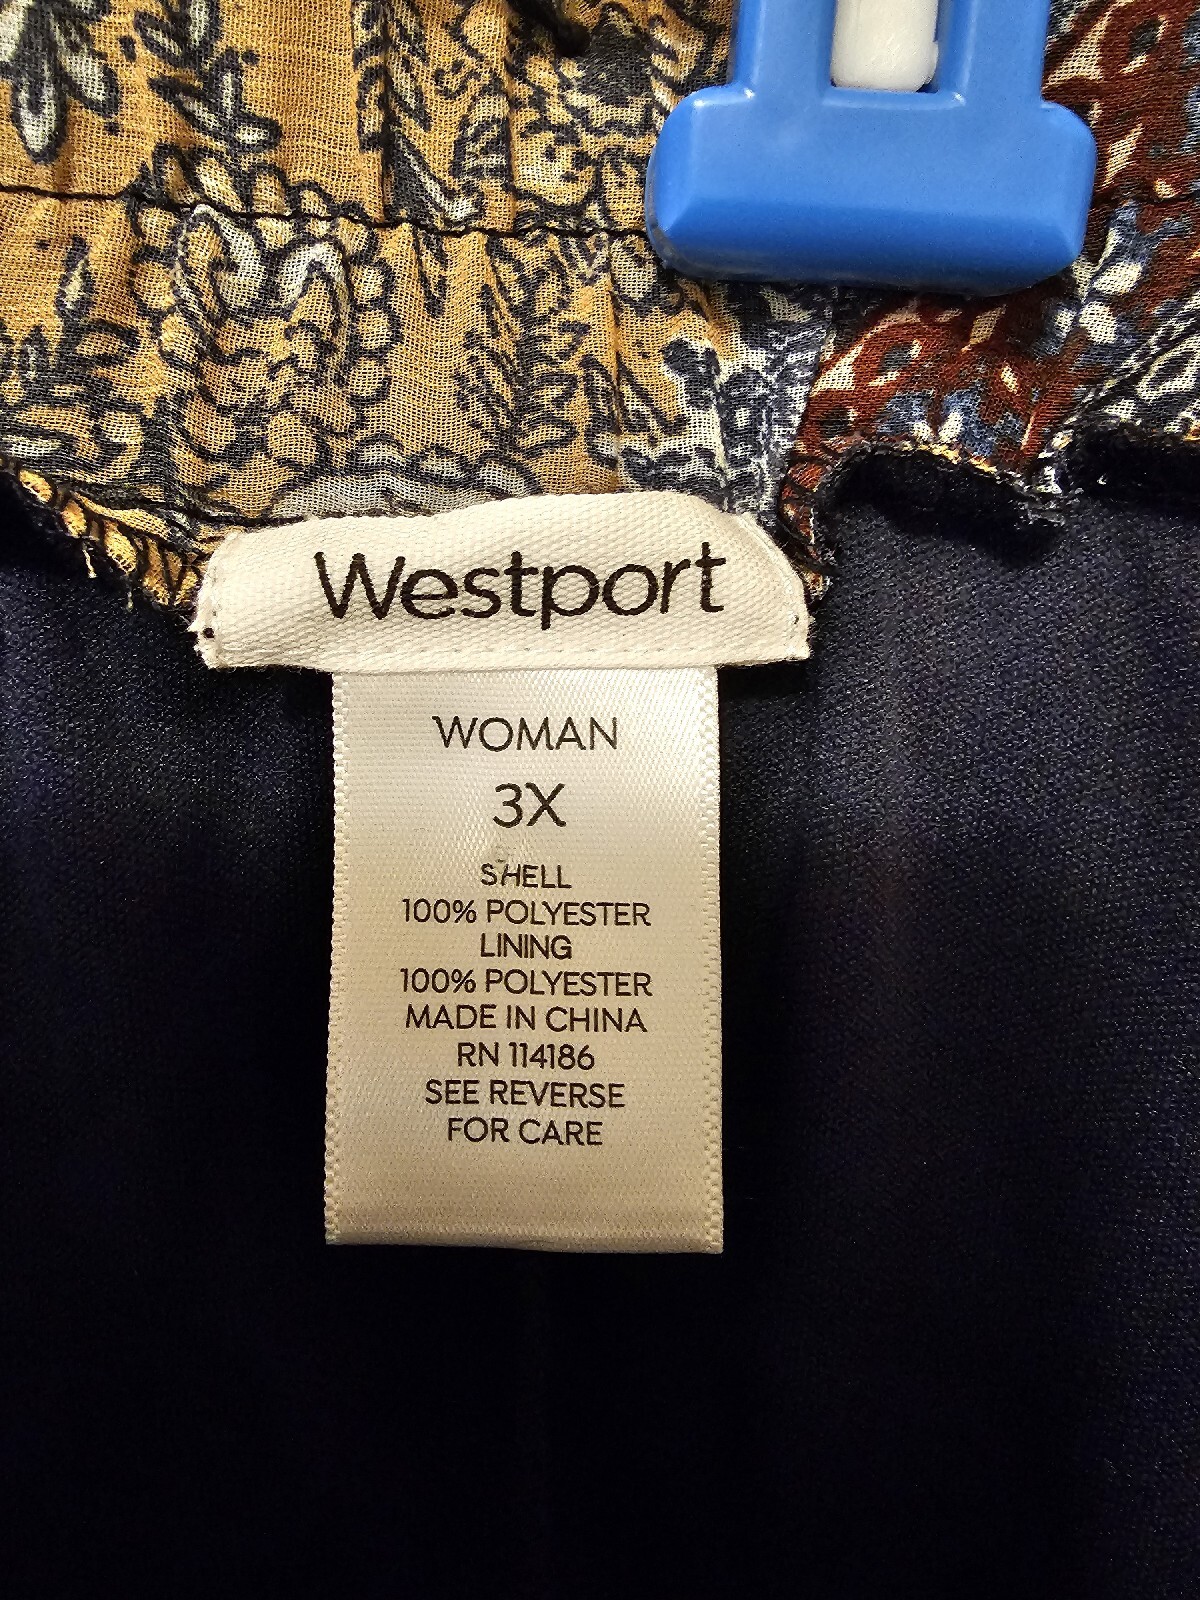 Westport
WOMAN
3X
SHELL
100% POLYESTER
LINING
100% POLYESTER
MADE IN CHINA
RN 114186
SEE REVERSE
FOR CARE